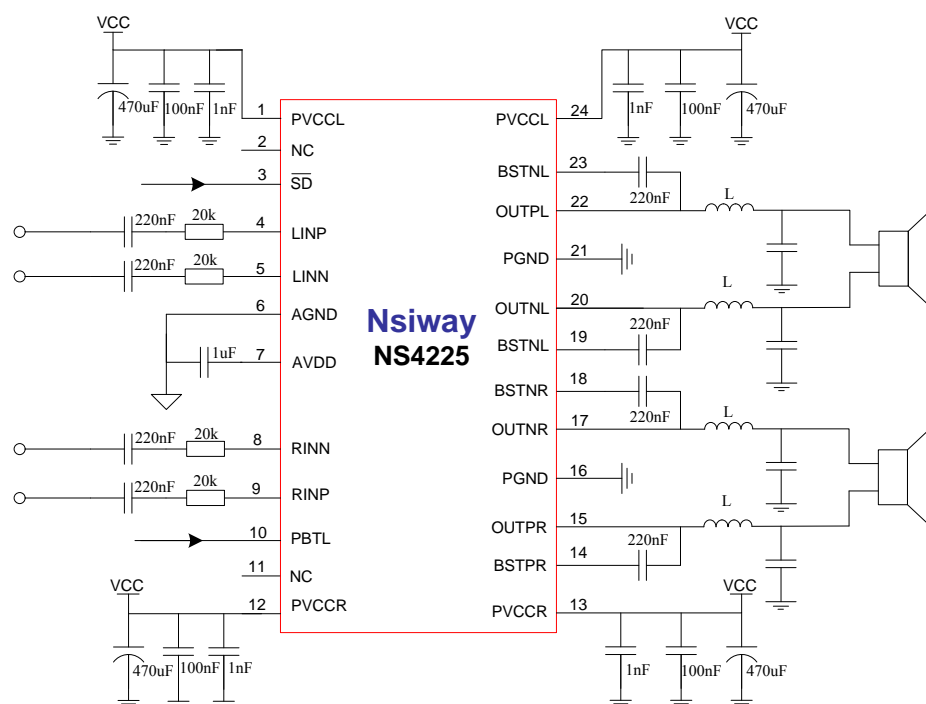 VCC
470uF
100nF
1nF
VCC
1nF
100nF
470uF
1 PVCCL
2 NC
3 SD
220nF 20k 4 LINP
220nF 20k 5 LINN
6 AGND
1uF 7 AVDD
220nF 20k 8 RINN
220nF 20k 9 RINP
10 PBTL
11 NC
12 PVCCR
Nsiway
NS4225
PVCCL 24
BSTNL 23
220nF
OUTPL 22
L
PGND 21
OUTNL 20
L
220nF
BSTNL 19
BSTNR 18
220nF
OUTNR 17
L
PGND 16
OUTPR 15
L
220nF
BSTPR 14
PVCCR 13
VCC
470uF
100nF
1nF
VCC
1nF
100nF
470uF